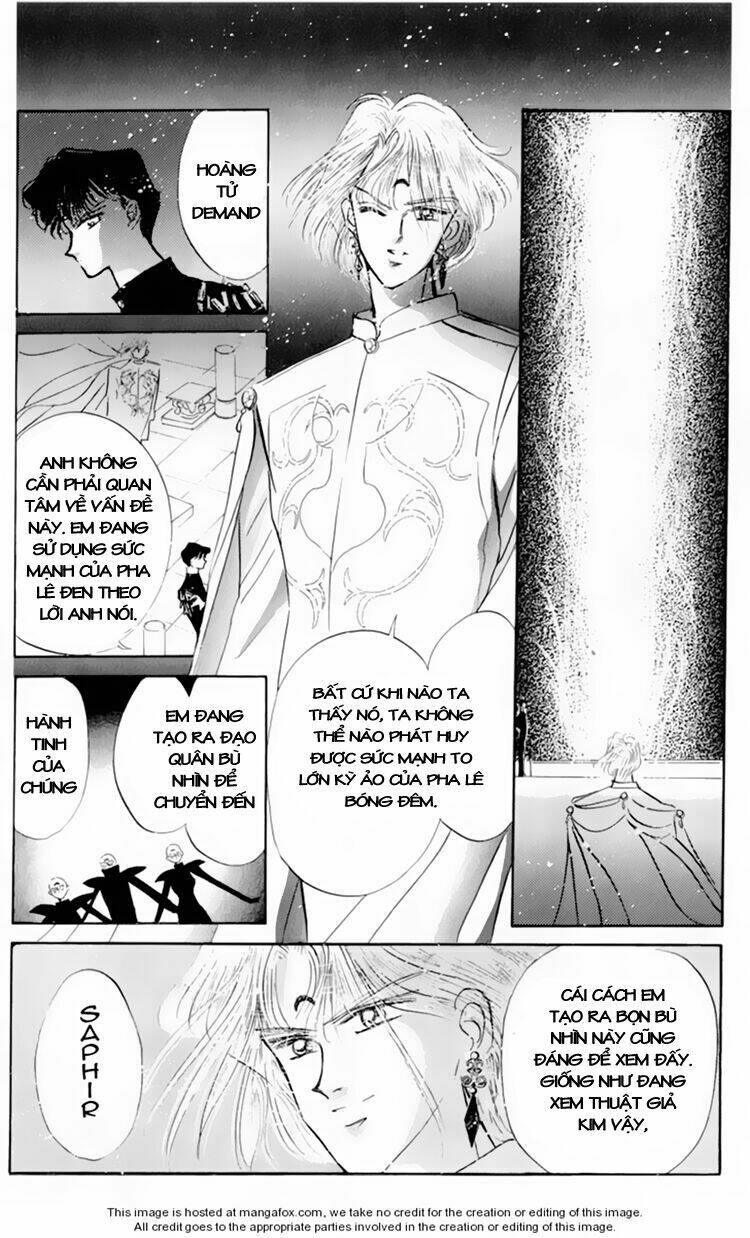 HOÀNG
TỬ
DEMAND
ANH KHÔNG
CẦN PHẢI QUAN
TÂM VỀ VẤN ĐỀ
NÀY. EM ĐANG
SỬ DỤNG SỨC
MẠNH CỦA PHA
LÊ ĐEN THEO
LỜI ANH NÓI.
BẤT CỨ KHI NÀO TA
THẤY NÓ, TA KHÔNG
THỂ NÀO PHÁT HUY
ĐƯỢC SỨC MẠNH TO
LỚN KỲ ẢO CỦA PHA LÊ
BÓNG ĐÊM.
EM ĐANG
TẠO RA ĐẠO
QUÂN BÙ
NHÌN ĐỂ
CHUYỂN ĐẾN
HÀNH
TINH
CỦA
CHÚNG
SAPHIR
CÁI CÁCH EM
TẠO RA BỌN BÙ
NHÌN NÀY CŨNG
ĐÁNG ĐỂ XEM ĐẤY.
GIỐNG NHƯ ĐANG
XEM THUẬT GIẢ
KIM VẬY,
This image is hosted at mangafox.com, we take no credit for the creation or editing of this image.
All credit goes to the appropriate parties involved in the creation or editing of this image.